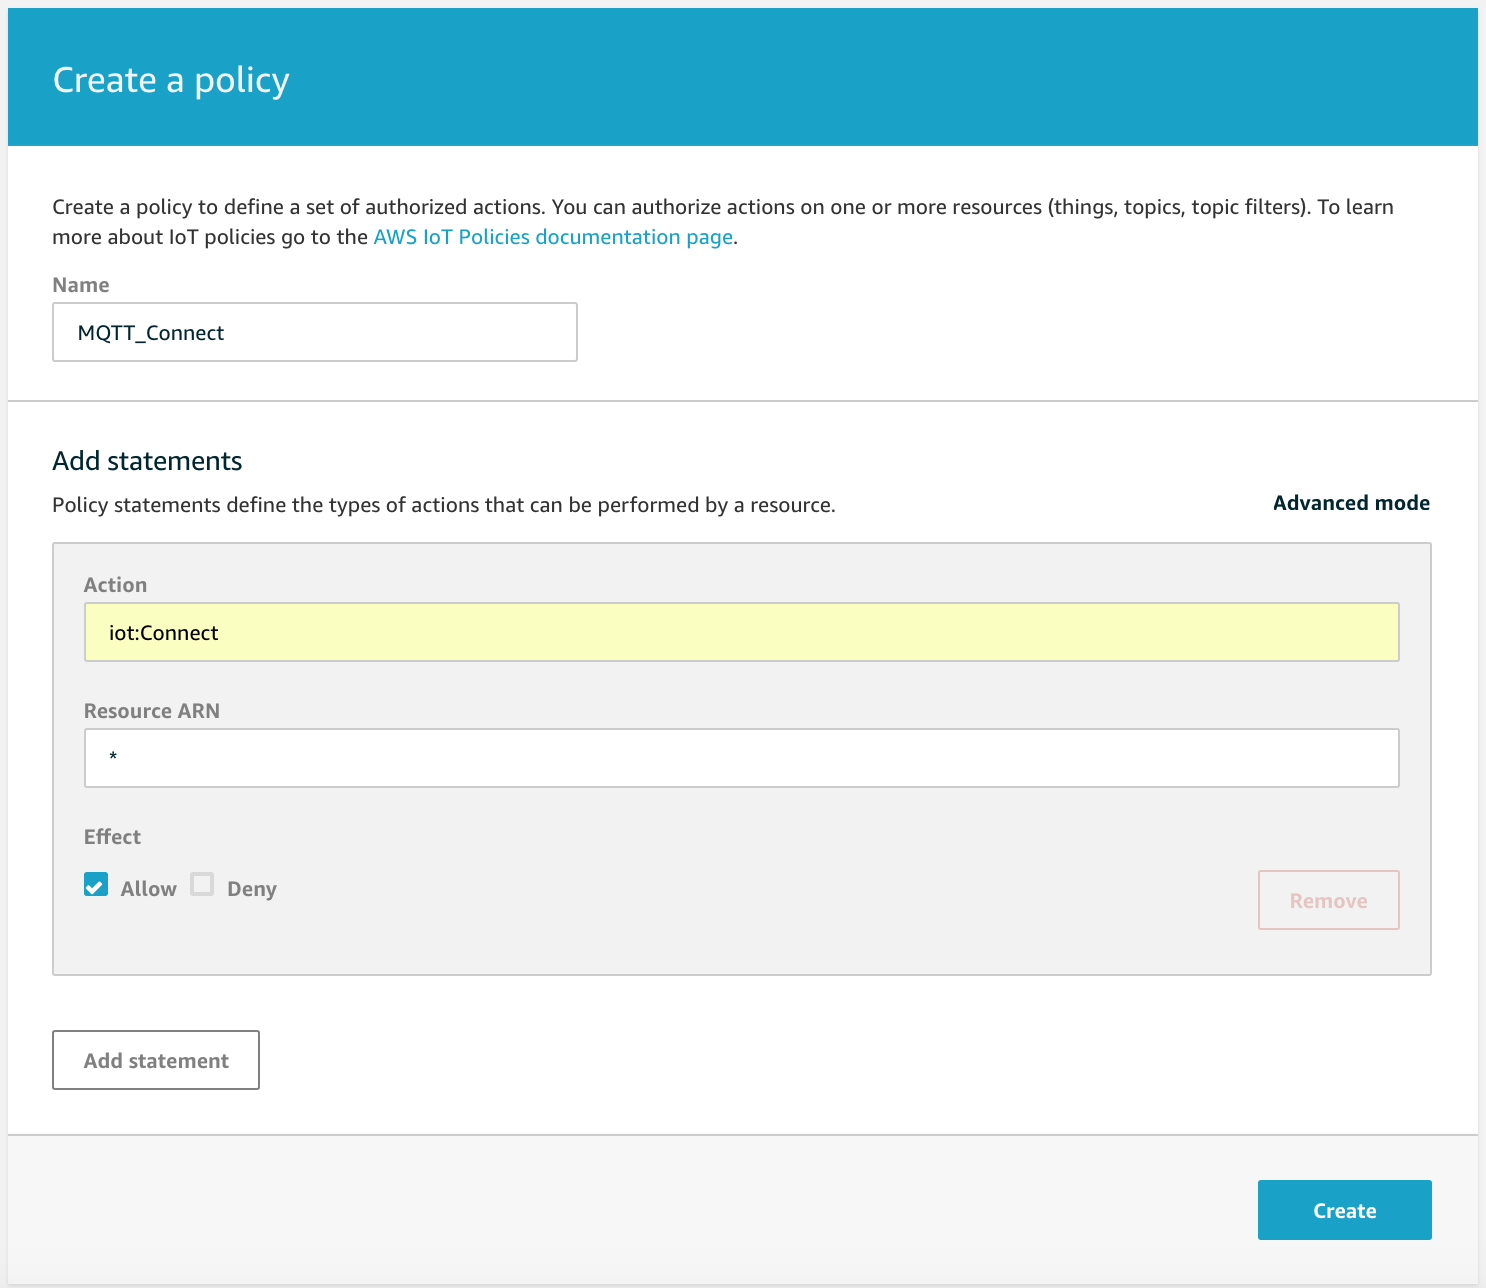 Create a policy
Create a policy to define a set of authorized actions. You can authorize actions on one or more resources (things, topics, topic filters). To learn
more about IoT policies go to the AWS IoT Policies documentation page.
Name
MQTT_Connect
Add statements
Policy statements define the types of actions that can be performed by a resource.
Advanced mode
Action
iot:Connect
Resource ARN
*
Effect
Allow Deny
Remove
Add statement
Create